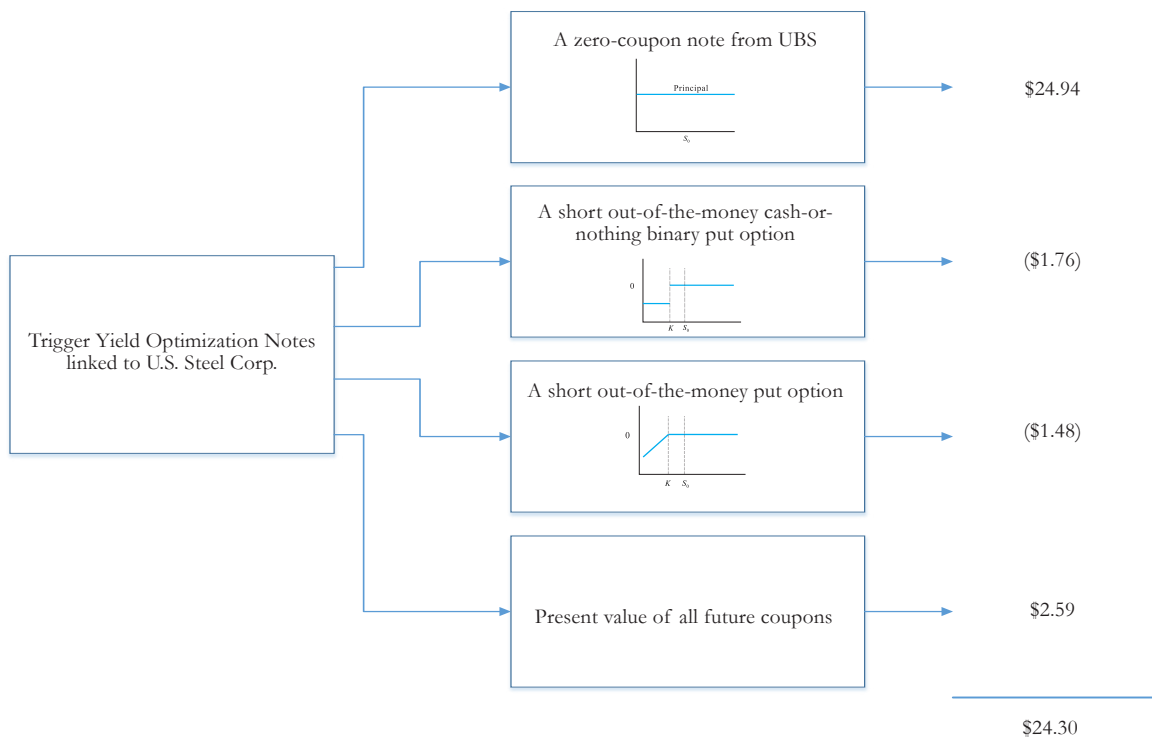 Trigger Yield Optimization Notes
linked to U.S. Steel Corp.
A zero-coupon note from UBS
Principal
S₀
$24.94
A short out-of-the-money cash-or-
nothing binary put option
0
K S₀
($1.76)
A short out-of-the-money put option
0
K S₀
($1.48)
Present value of all future coupons
$2.59
$24.30